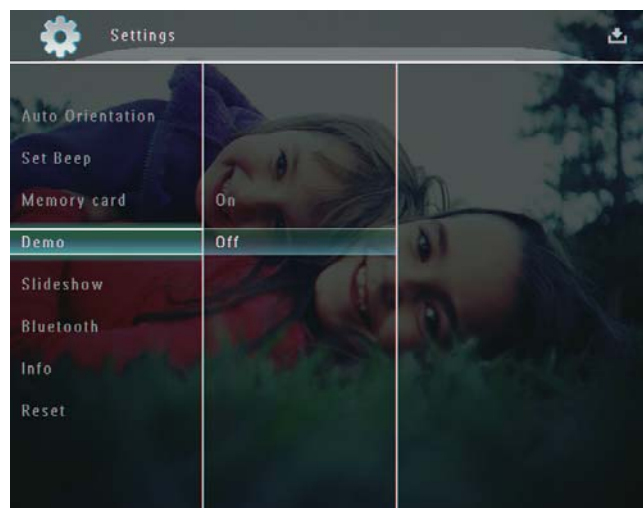 Settings
Auto Orientation
Set Beep
Memory card
On
Demo
Off
Slideshow
Bluetooth
Info
Reset